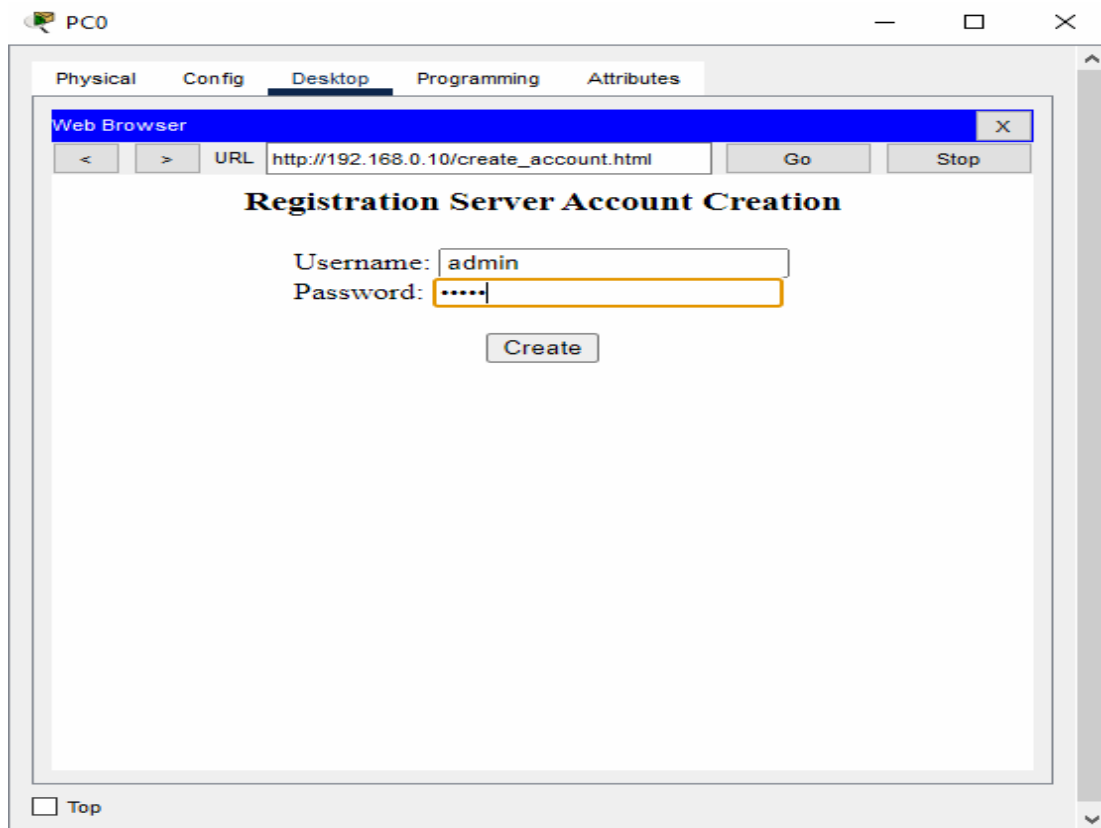 PC0
Physical Config Desktop Programming Attributes
Web Browser X
< > URL http://192.168.0.10/create_account.html Go Stop
Registration Server Account Creation
Username: admin
Password: •••••
Create
Top